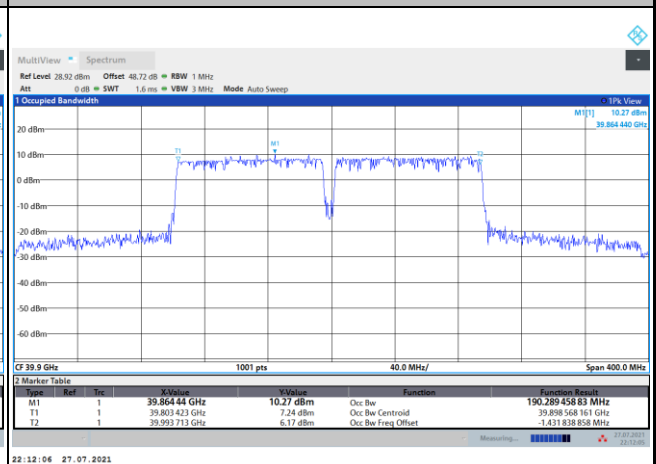 MultiView Spectrum
Ref Level 28.92 dBm Offset 48.72 dB RBW 1 MHz
Att 0 dB SWT 1.6 ms VBW 3 MHz Mode Auto Sweep
1 Occupied Bandwidth 1Pk View
M1[1] 10.27 dBm
39.864 440 GHz
20 dBm
M1
T1
T2
10 dBm
0 dBm
-10 dBm
-20 dBm
-30 dBm
-40 dBm
-50 dBm
-60 dBm
CF 39.9 GHz 1001 pts 40.0 MHz/ Span 400.0 MHz
2 Marker Table
Type Ref Trc X-Value Y-Value Function Function Result
M1 1 39.864 44 GHz 10.27 dBm Occ Bw 190.289 458 83 MHz
T1 1 39.803 423 GHz 7.24 dBm Occ Bw Centroid 39.898 568 161 GHz
T2 1 39.993 713 GHz 6.17 dBm Occ Bw Freq Offset -1.431 838 858 MHz
Measuring... 27.07.2021
22:12:05
22:12:06 27.07.2021